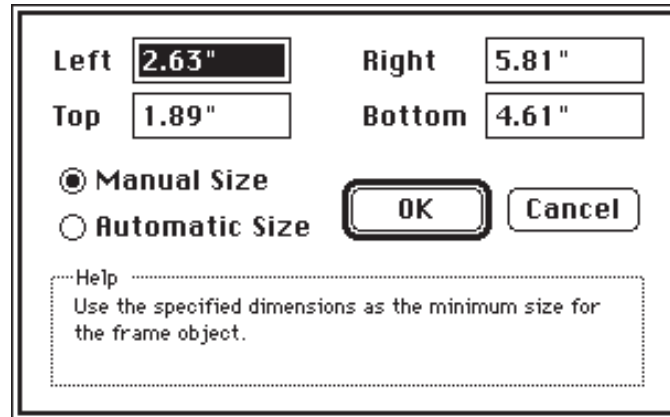 Left 2.63" Right 5.81"
Top 1.89" Bottom 4.61"
Manual Size
Automatic Size
OK Cancel
Help
Use the specified dimensions as the minimum size for
the frame object.